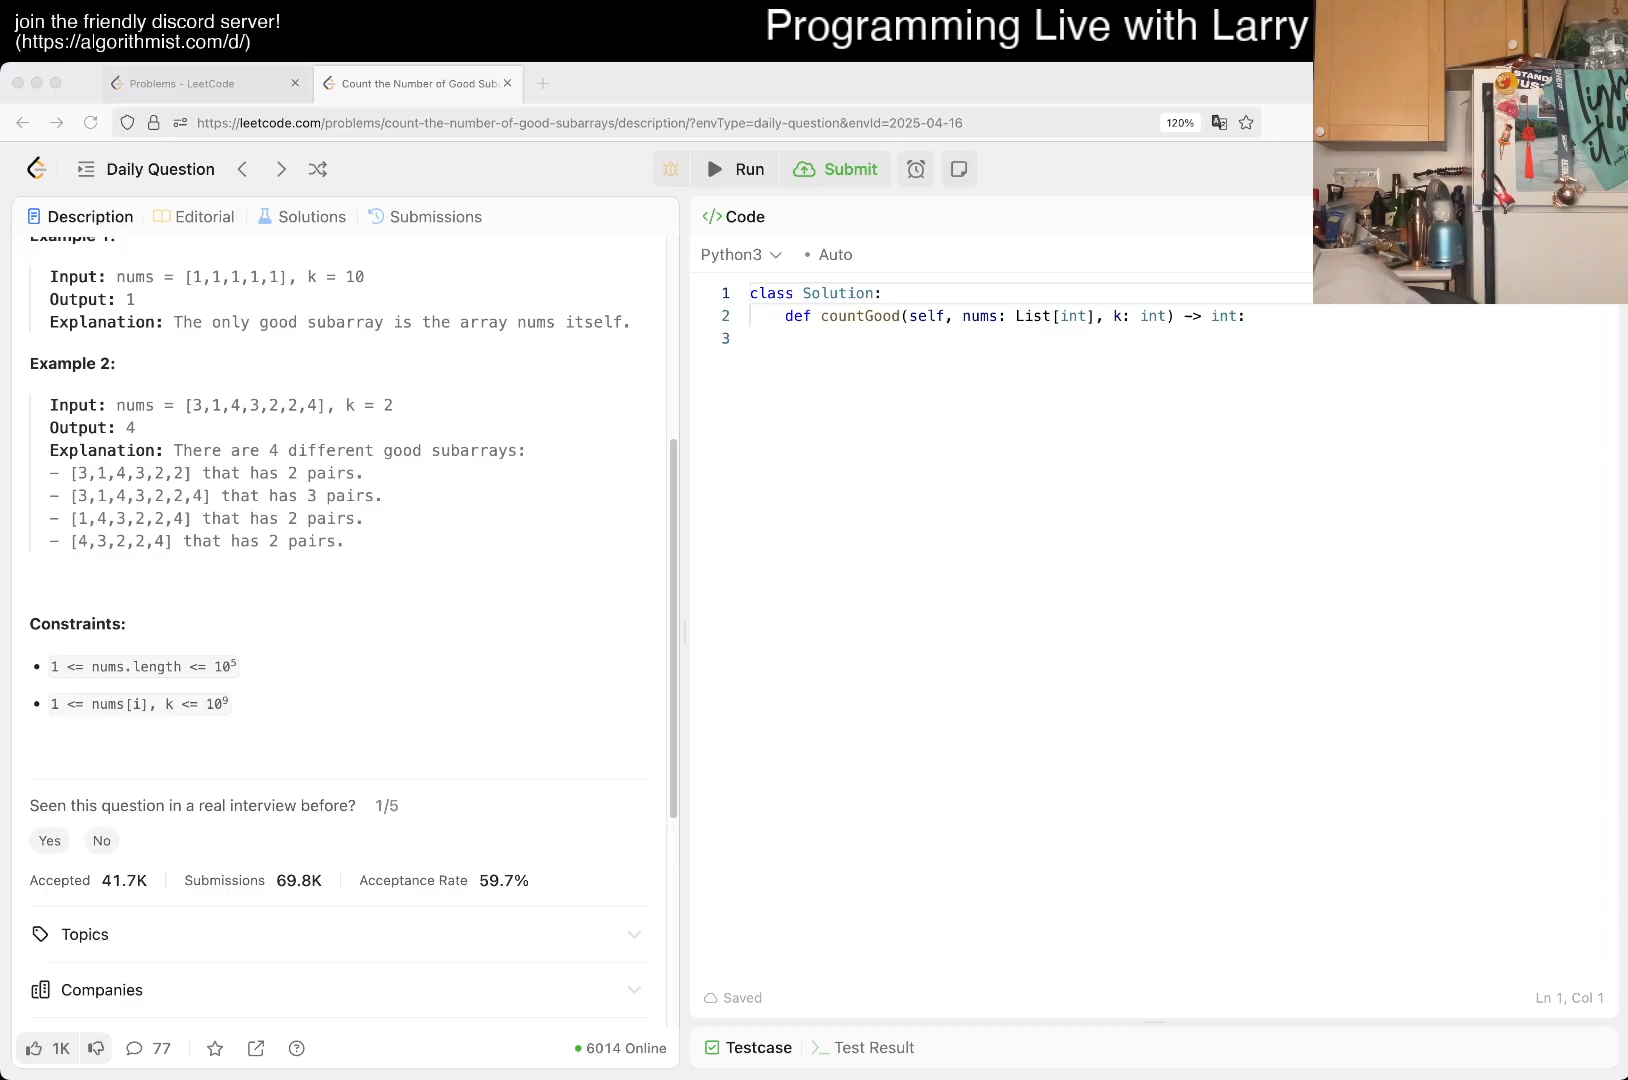 join the friendly discord server!
(https://algorithmist.com/d/)
Programming Live with Larry
Problems - LeetCode
Count the Number of Good Sub
https://leetcode.com/problems/count-the-number-of-good-subarrays/description/?envType=daily-question&envId=2025-04-16
120%
Daily Question
Run
Submit
Description
Editorial
Solutions
Submissions
Example 1:
Input: nums = [1,1,1,1,1], k = 10
Output: 1
Explanation: The only good subarray is the array nums itself.
Example 2:
Input: nums = [3,1,4,3,2,2,4], k = 2
Output: 4
Explanation: There are 4 different good subarrays:
- [3,1,4,3,2,2] that has 2 pairs.
- [3,1,4,3,2,2,4] that has 3 pairs.
- [1,4,3,2,2,4] that has 2 pairs.
- [4,3,2,2,4] that has 2 pairs.
Constraints:
• 1 <= nums.length <= 10⁵
• 1 <= nums[i], k <= 10⁹
Seen this question in a real interview before? 1/5
Yes No
Accepted 41.7K Submissions 69.8K Acceptance Rate 59.7%
Topics
Companies
1K 77 6014 Online
</> Code
Python3 • Auto
1 class Solution:
2 def countGood(self, nums: List[int], k: int) -> int:
3
Saved Ln 1, Col 1
Testcase >_ Test Result
STAND
US